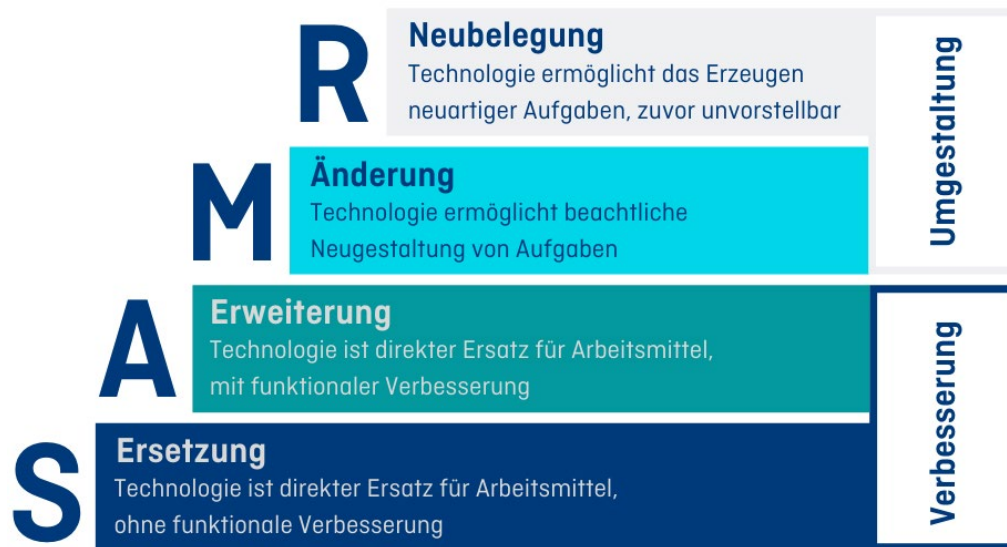 R
Neubelegung
Technologie ermöglicht das Erzeugen
neuartiger Aufgaben, zuvor unvorstellbar
M
Änderung
Technologie ermöglicht beachtliche
Neugestaltung von Aufgaben
Umgestaltung
A
Erweiterung
Technologie ist direkter Ersatz für Arbeitsmittel,
mit funktionaler Verbesserung
S
Ersetzung
Technologie ist direkter Ersatz für Arbeitsmittel,
ohne funktionale Verbesserung
Verbesserung